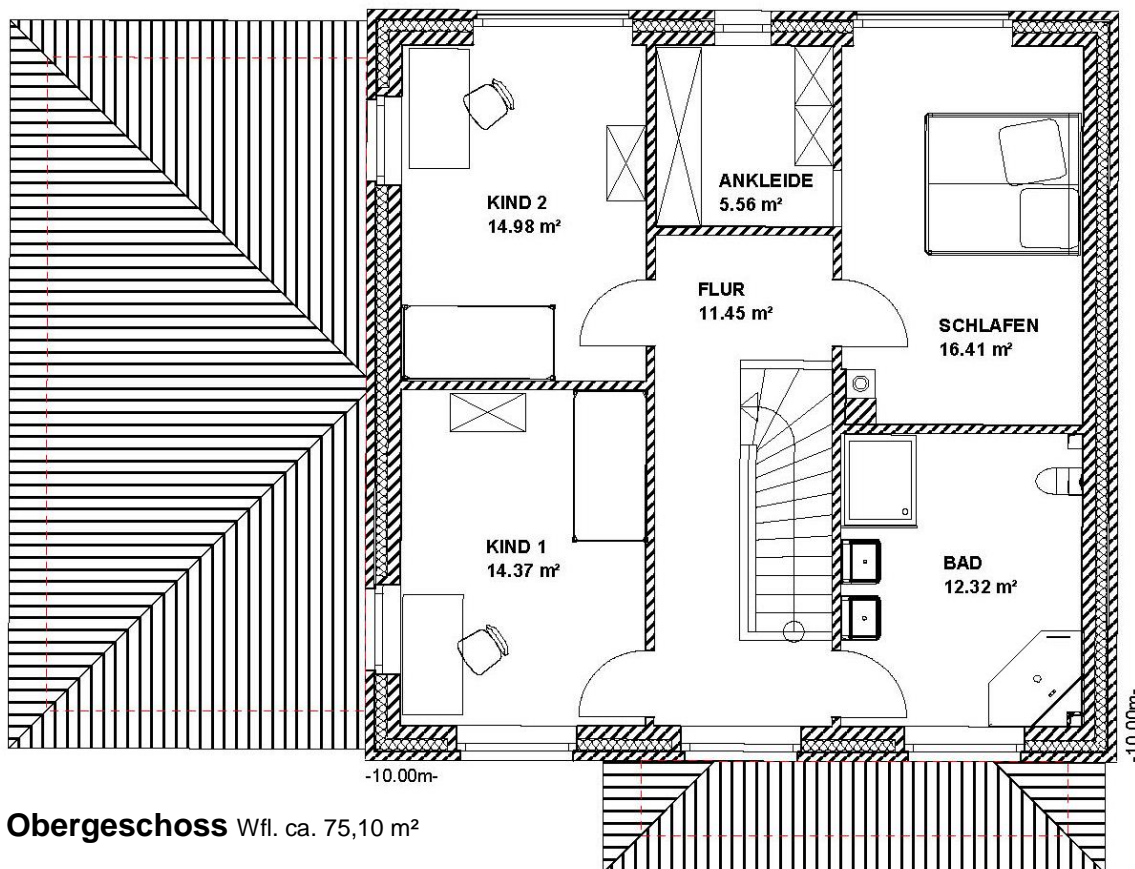 KIND 2
14.98 m²
ANKLEIDE
5.56 m²
FLUR
11.45 m²
SCHLAFEN
16.41 m²
KIND 1
14.37 m²
BAD
12.32 m²
-10.00m-
-10.00m-
Obergeschoss Wfl. ca. 75,10 m²